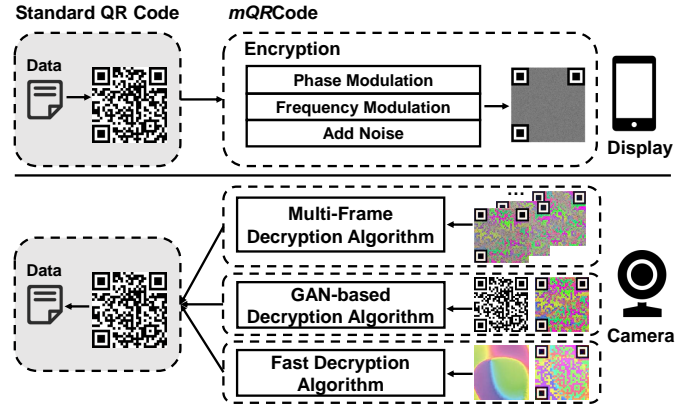 Standard QR Code
mQRCode
Encryption
Data
Phase Modulation
Frequency Modulation
Add Noise
Display
...
Multi-Frame
Decryption Algorithm
Data
GAN-based
Decryption Algorithm
Camera
Fast Decryption
Algorithm